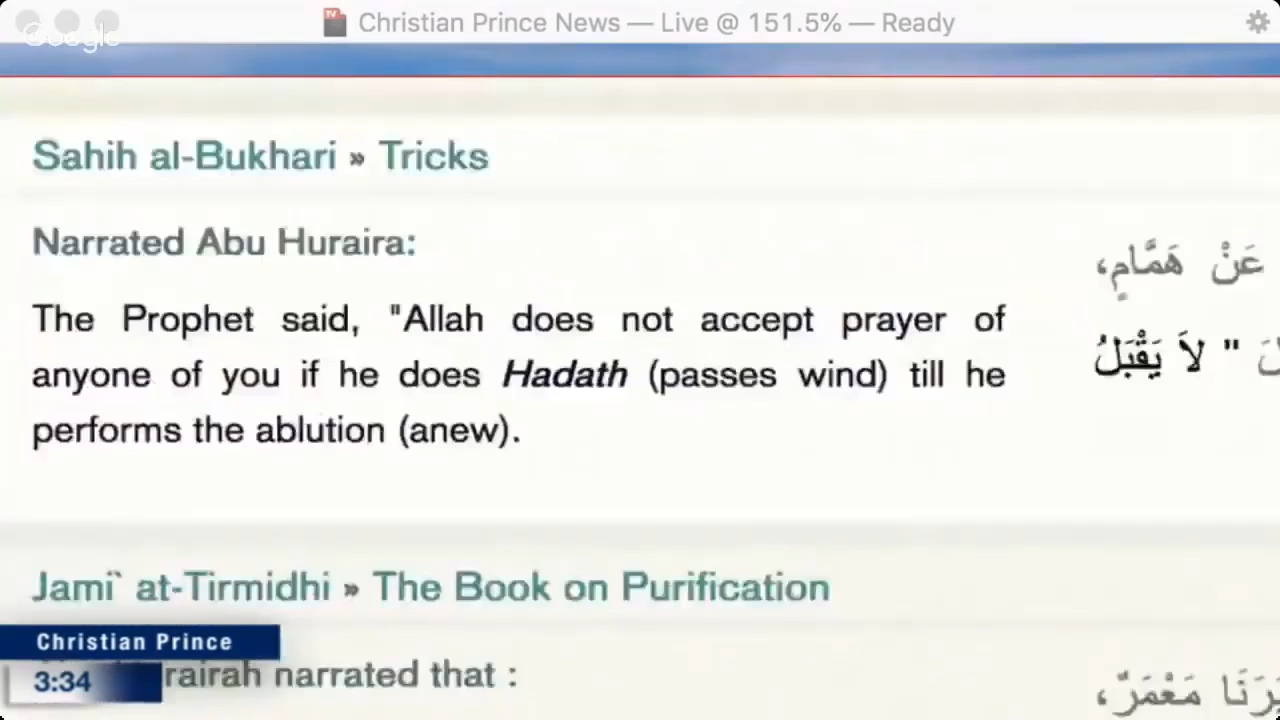 Christian Prince News — Live @ 151.5% — Ready
Google
Sahih al-Bukhari » Tricks
Narrated Abu Huraira:
عَنْ هَمَّامٍ،
The Prophet said, "Allah does not accept prayer of
" لاَ يَقْبَلُ
anyone of you if he does Hadath (passes wind) till he
performs the ablution (anew).
Jami` at-Tirmidhi » The Book on Purification
Christian Prince
narrated that :
مَعْمَرٌ،
3:34